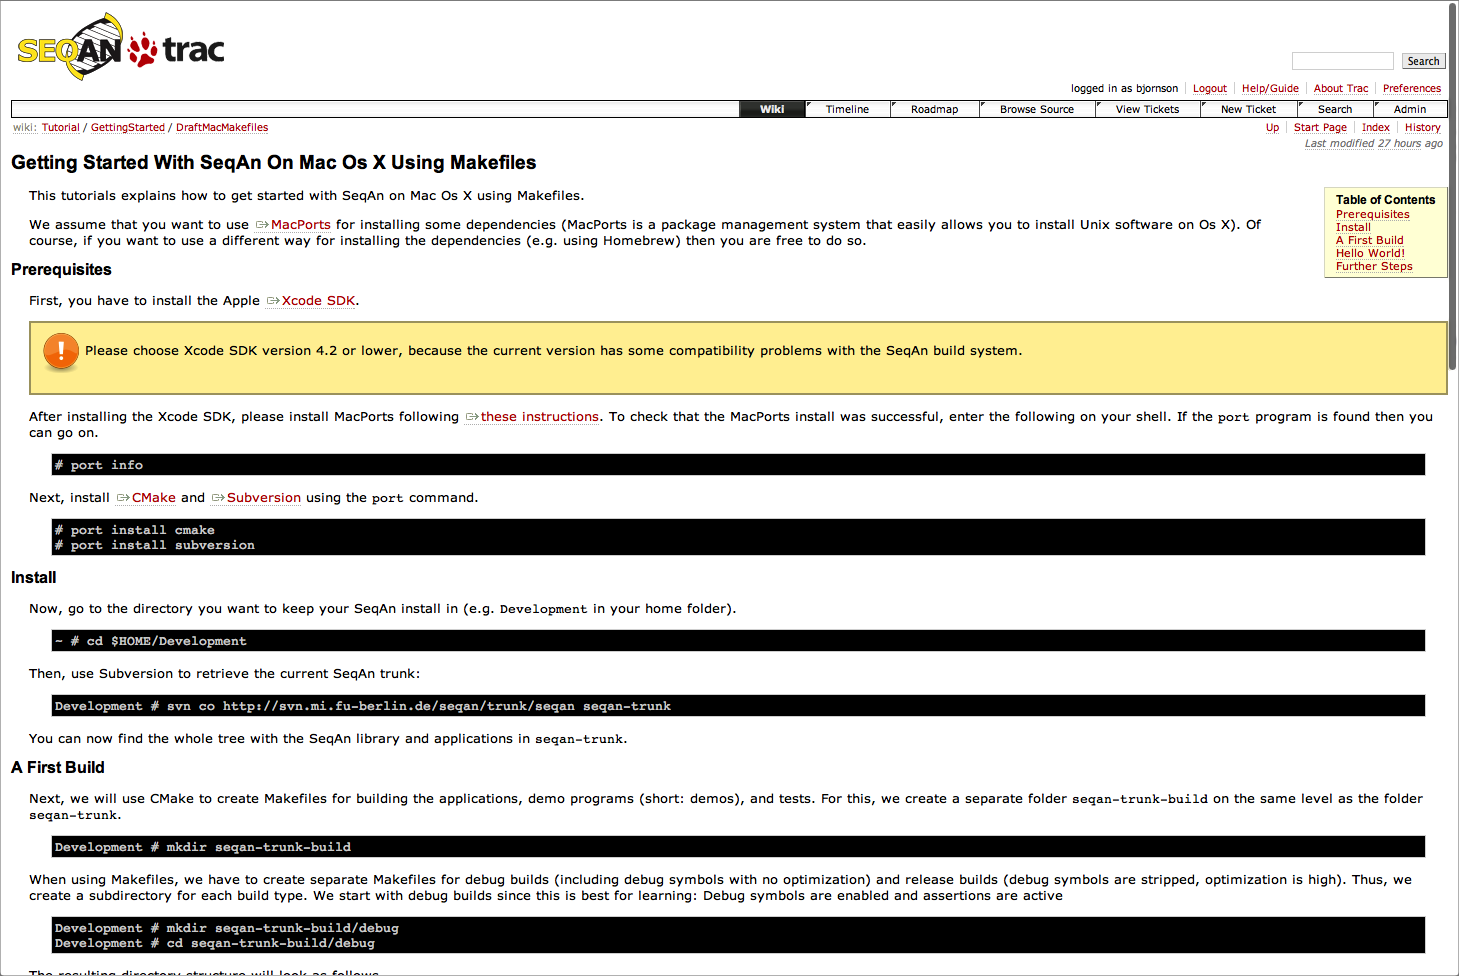 SEQAN trac
Search
logged in as bjornson Logout Help/Guide About Trac Preferences
Wiki Timeline Roadmap Browse Source View Tickets New Ticket Search Admin
wiki: Tutorial / GettingStarted / DraftMacMakefiles
Up Start Page Index History
Last modified 27 hours ago
Getting Started With SeqAn On Mac Os X Using Makefiles
This tutorials explains how to get started with SeqAn on Mac Os X using Makefiles.
Table of Contents
Prerequisites
Install
A First Build
Hello World!
Further Steps
We assume that you want to use MacPorts for installing some dependencies (MacPorts is a package management system that easily allows you to install Unix software on Os X). Of
course, if you want to use a different way for installing the dependencies (e.g. using Homebrew) then you are free to do so.
Prerequisites
First, you have to install the Apple Xcode SDK.
! Please choose Xcode SDK version 4.2 or lower, because the current version has some compatibility problems with the SeqAn build system.
After installing the Xcode SDK, please install MacPorts following these instructions. To check that the MacPorts install was successful, enter the following on your shell. If the port program is found then you
can go on.
# port info
Next, install CMake and Subversion using the port command.
# port install cmake
# port install subversion
Install
Now, go to the directory you want to keep your SeqAn install in (e.g. Development in your home folder).
~ # cd $HOME/Development
Then, use Subversion to retrieve the current SeqAn trunk:
Development # svn co http://svn.mi.fu-berlin.de/seqan/trunk/seqan seqan-trunk
You can now find the whole tree with the SeqAn library and applications in seqan-trunk.
A First Build
Next, we will use CMake to create Makefiles for building the applications, demo programs (short: demos), and tests. For this, we create a separate folder seqan-trunk-build on the same level as the folder
seqan-trunk.
Development # mkdir seqan-trunk-build
When using Makefiles, we have to create separate Makefiles for debug builds (including debug symbols with no optimization) and release builds (debug symbols are stripped, optimization is high). Thus, we
create a subdirectory for each build type. We start with debug builds since this is best for learning: Debug symbols are enabled and assertions are active
Development # mkdir seqan-trunk-build/debug
Development # cd seqan-trunk-build/debug
The resulting directory structure will look as follows